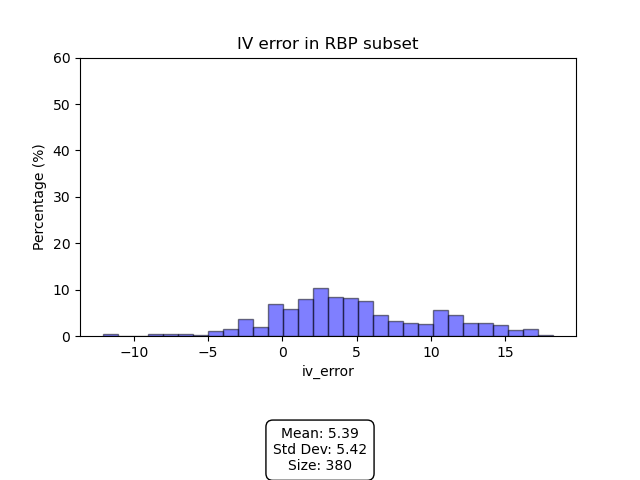 IV error in RBP subset
60
50
40
30
20
10
0
Percentage (%)
−10
−5
0
5
10
15
iv_error
Mean: 5.39
Std Dev: 5.42
Size: 380